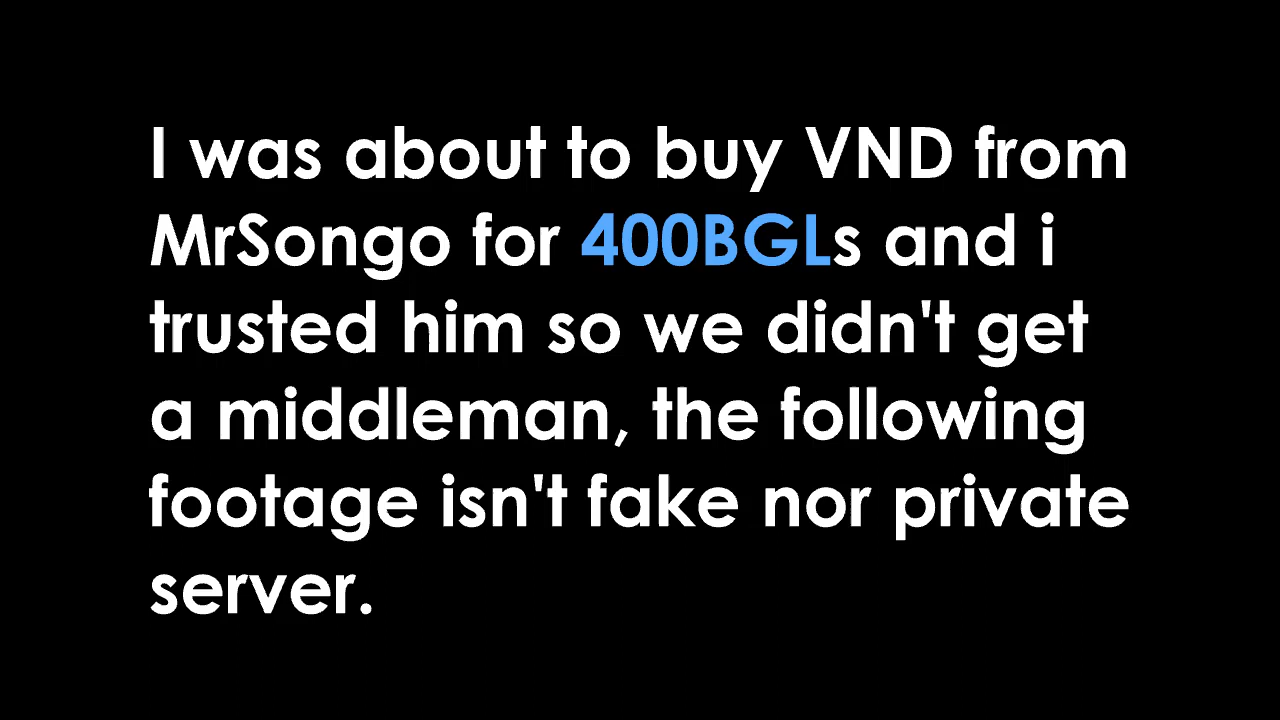 I was about to buy VND from
MrSongo for 400BGLs and i
trusted him so we didn't get
a middleman, the following
footage isn't fake nor private
server.